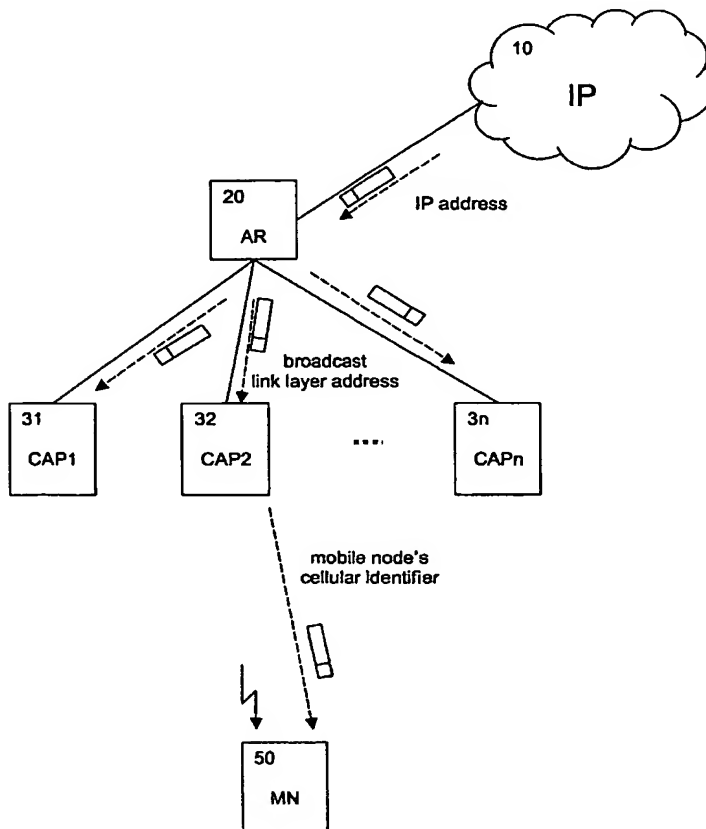 10
IP
20
AR
IP address
broadcast
link layer address
31
CAP1
32
CAP2
3n
CAPn
mobile node's
cellular identifier
50
MN